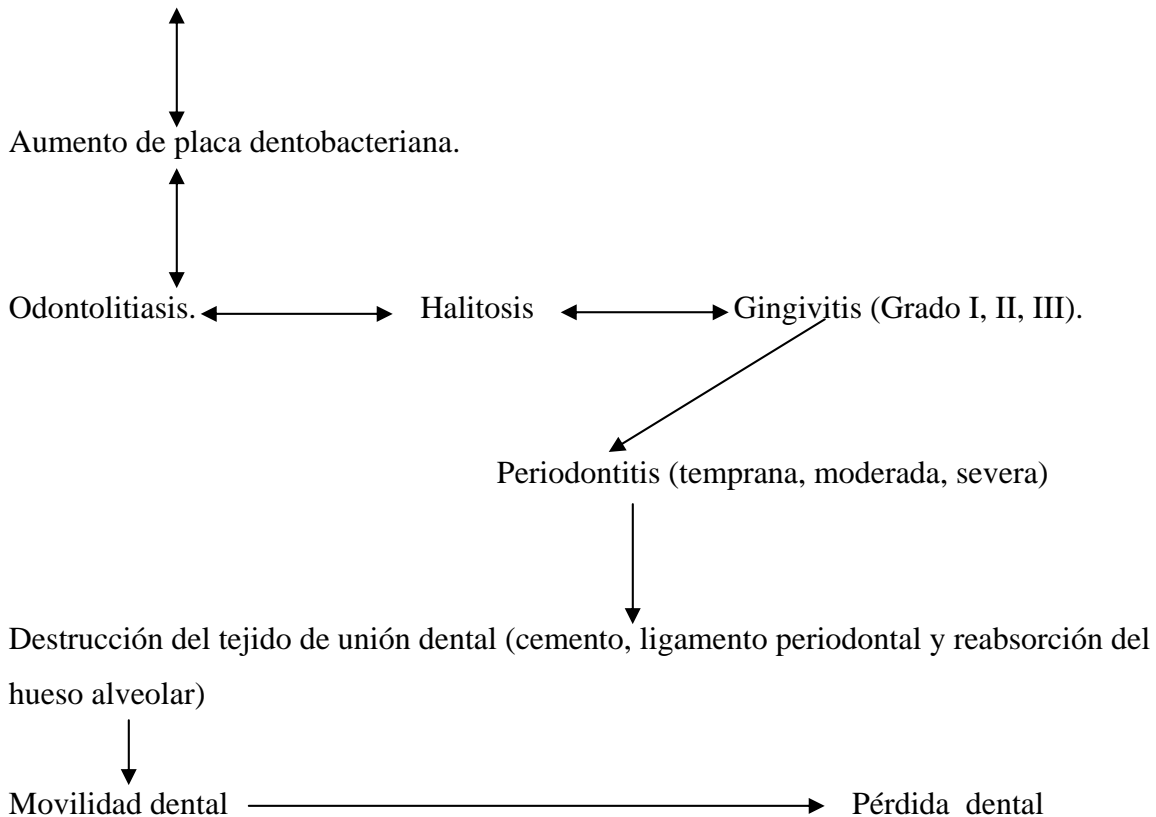 Aumento de placa dentobacteriana.
Odontolitiasis.
Halitosis
Gingivitis (Grado I, II, III).
Periodontitis (temprana, moderada, severa)
Destrucción del tejido de unión dental (cemento, ligamento periodontal y reabsorción del
hueso alveolar)
Movilidad dental
Pérdida dental